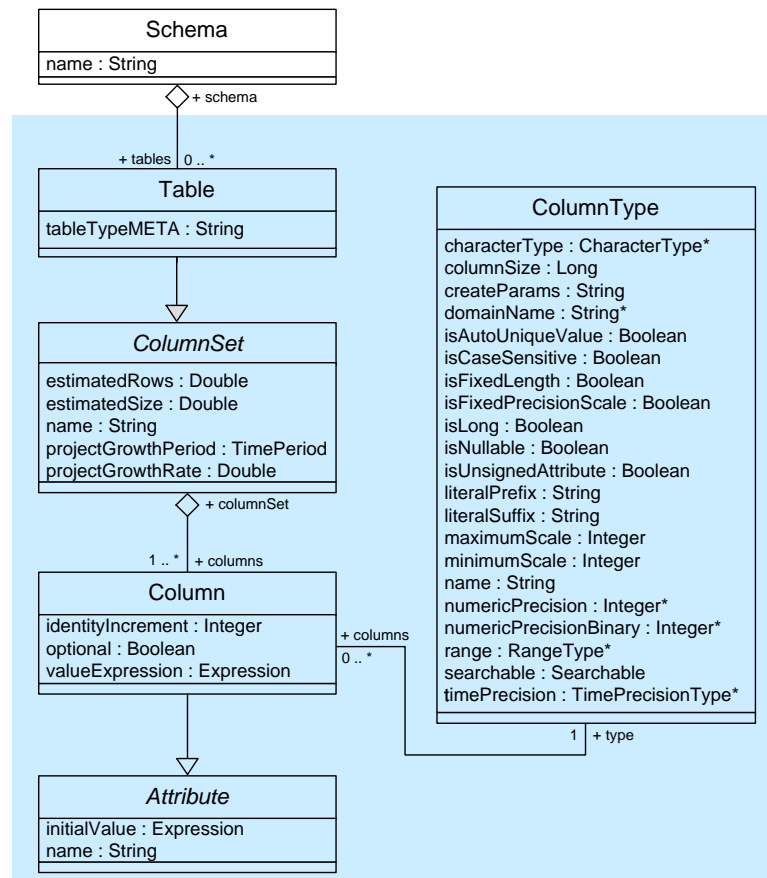 Schema
name : String
+ schema
+ tables 0 .. *
Table
tableTypeMETA : String
ColumnSet
estimatedRows : Double
estimatedSize : Double
name : String
projectGrowthPeriod : TimePeriod
projectGrowthRate : Double
+ columnSet
1 .. * + columns
Column
identityIncrement : Integer
optional : Boolean
valueExpression : Expression
+ columns
0 .. *
Attribute
initialValue : Expression
name : String
ColumnType
characterType : CharacterType*
columnSize : Long
createParams : String
domainName : String*
isAutoUniqueValue : Boolean
isCaseSensitive : Boolean
isFixedLength : Boolean
isFixedPrecisionScale : Boolean
isLong : Boolean
isNullable : Boolean
isUnsignedAttribute : Boolean
literalPrefix : String
literalSuffix : String
maximumScale : Integer
minimumScale : Integer
name : String
numericPrecision : Integer*
numericPrecisionBinary : Integer*
range : RangeType*
searchable : Searchable
timePrecision : TimePrecisionType*
1 + type